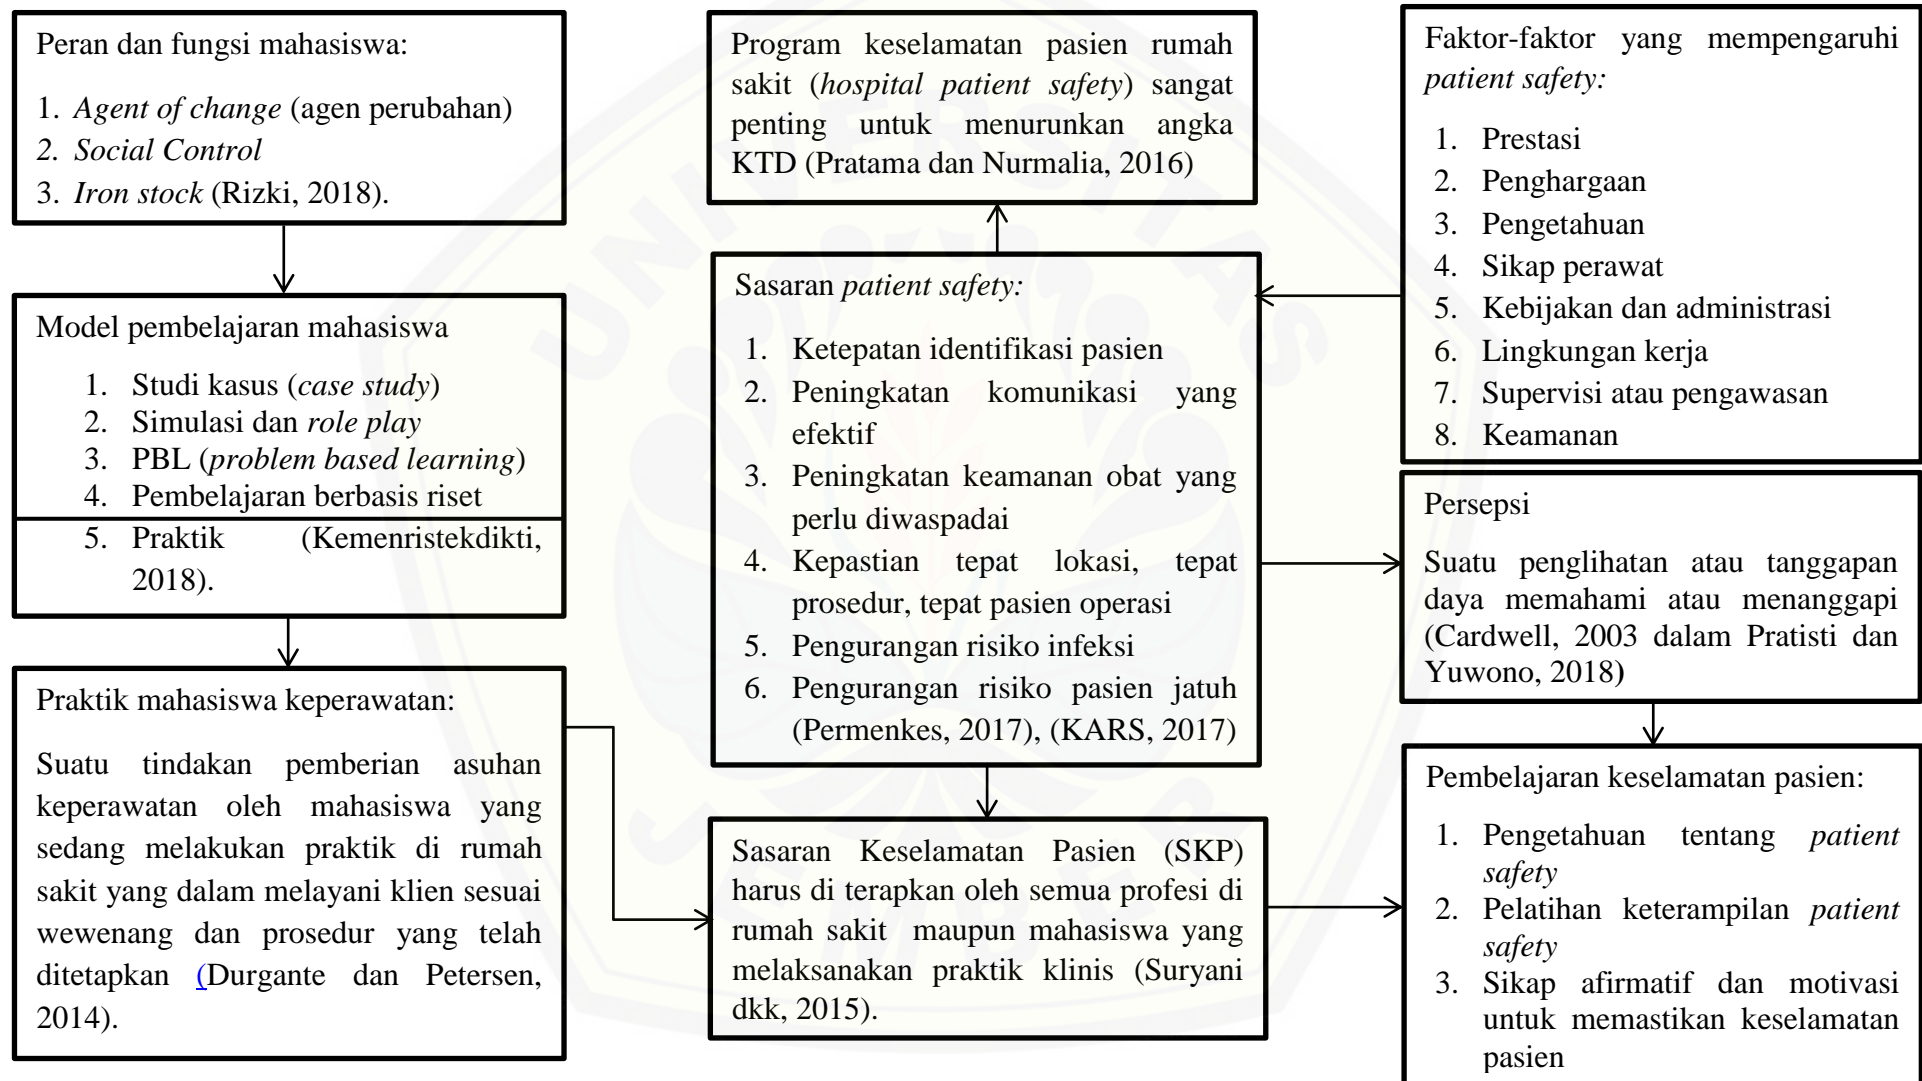 Peran dan fungsi mahasiswa:
1. Agent of change (agen perubahan)
2. Social Control
3. Iron stock (Rizki, 2018).
Model pembelajaran mahasiswa
1. Studi kasus (case study)
2. Simulasi dan role play
3. PBL (problem based learning)
4. Pembelajaran berbasis riset
5. Praktik (Kemenristekdikti,
2018).
Praktik mahasiswa keperawatan:
Suatu tindakan pemberian asuhan
keperawatan oleh mahasiswa yang
sedang melakukan praktik di rumah
sakit yang dalam melayani klien sesuai
wewenang dan prosedur yang telah
ditetapkan (Durgante dan Petersen,
2014).
Program keselamatan pasien rumah
sakit (hospital patient safety) sangat
penting untuk menurunkan angka
KTD (Pratama dan Nurmalia, 2016)
Sasaran patient safety:
1. Ketepatan identifikasi pasien
2. Peningkatan komunikasi yang
efektif
3. Peningkatan keamanan obat yang
perlu diwaspadai
4. Kepastian tepat lokasi, tepat
prosedur, tepat pasien operasi
5. Pengurangan risiko infeksi
6. Pengurangan risiko pasien jatuh
(Permenkes, 2017), (KARS, 2017)
Sasaran Keselamatan Pasien (SKP)
harus di terapkan oleh semua profesi di
rumah sakit maupun mahasiswa yang
melaksanakan praktik klinis (Suryani
dkk, 2015).
Faktor-faktor yang mempengaruhi
patient safety:
1. Prestasi
2. Penghargaan
3. Pengetahuan
4. Sikap perawat
5. Kebijakan dan administrasi
6. Lingkungan kerja
7. Supervisi atau pengawasan
8. Keamanan
Persepsi
Suatu penglihatan atau tanggapan
daya memahami atau menanggapi
(Cardwell, 2003 dalam Pratisti dan
Yuwono, 2018)
Pembelajaran keselamatan pasien:
1. Pengetahuan tentang patient
safety
2. Pelatihan keterampilan patient
safety
3. Sikap afirmatif dan motivasi
untuk memastikan keselamatan
pasien
UNIVERSITAS
JEMBER